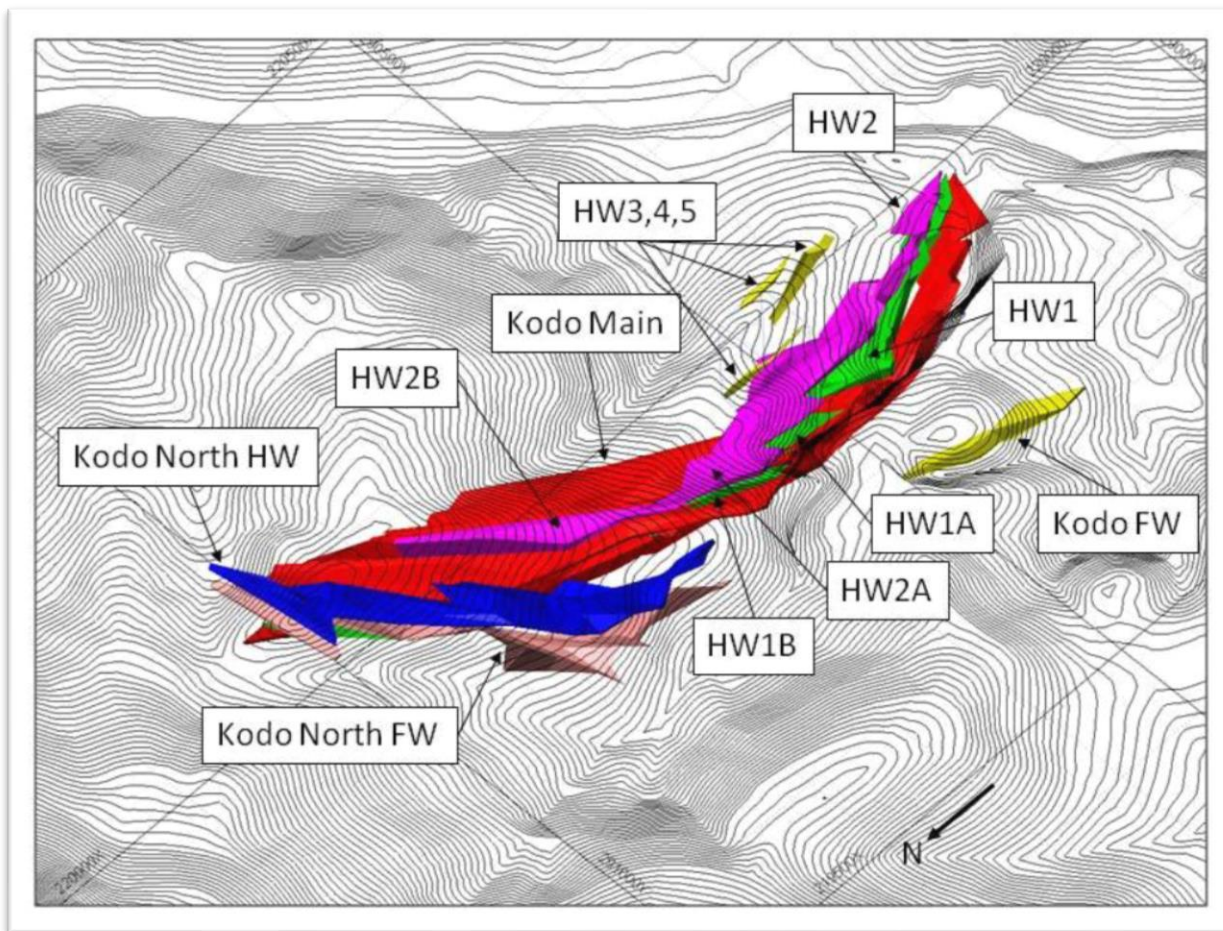 HW2
HW3,4,5
HW1
Kodo Main
HW2B
Kodo North HW
HW1A
Kodo FW
HW2A
HW1B
Kodo North FW
N